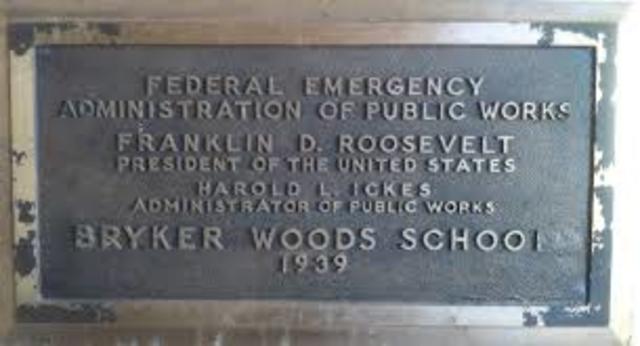 FEDERAL EMERGENCY
ADMINISTRATION OF PUBLIC WORKS
FRANKLIN D. ROOSEVELT
PRESIDENT OF THE UNITED STATES
HAROLD L. ICKES
ADMINISTRATOR OF PUBLIC WORKS
BRYKER WOODS SCHOOL
1939